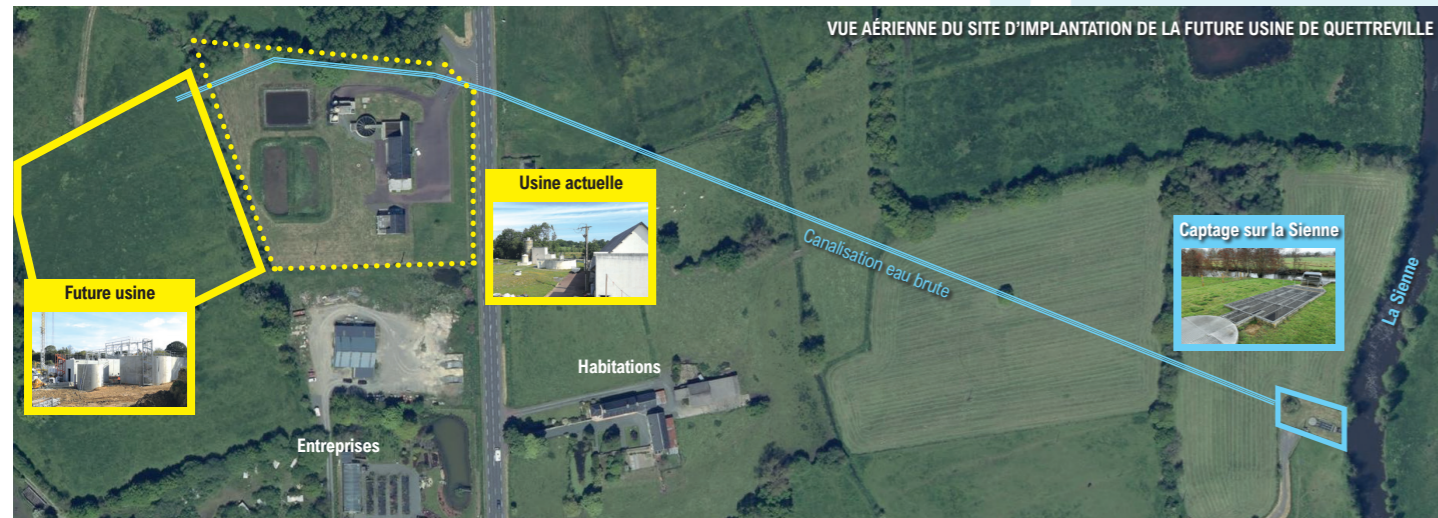 VUE AÉRIENNE DU SITE D'IMPLANTATION DE LA FUTURE USINE DE QUETTREVILLE
Usine actuelle
Captage sur la Sienne
Canalisation eau brute
La Sienne
Future usine
Habitations
Entreprises